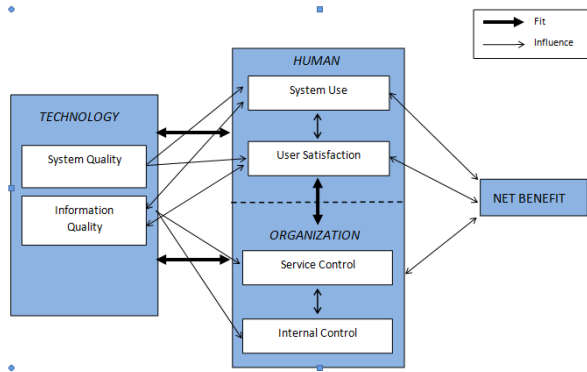 Fit
Influence
HUMAN
System Use
TECHNOLOGY
System Quality
User Satisfaction
Information
Quality
NET BENEFIT
ORGANIZATION
Service Control
Internal Control